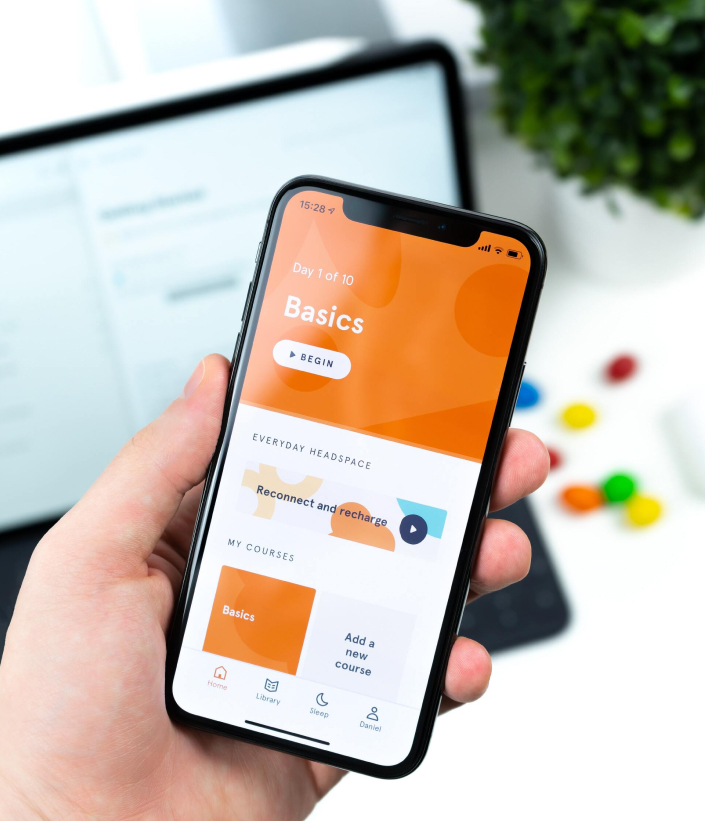 15:28
Day 1 of 10
Basics
BEGIN
EVERYDAY HEADSPACE
Reconnect and recharge
MY COURSES
Basics
Add a
new
course
Home
Library
Sleep
Daniel